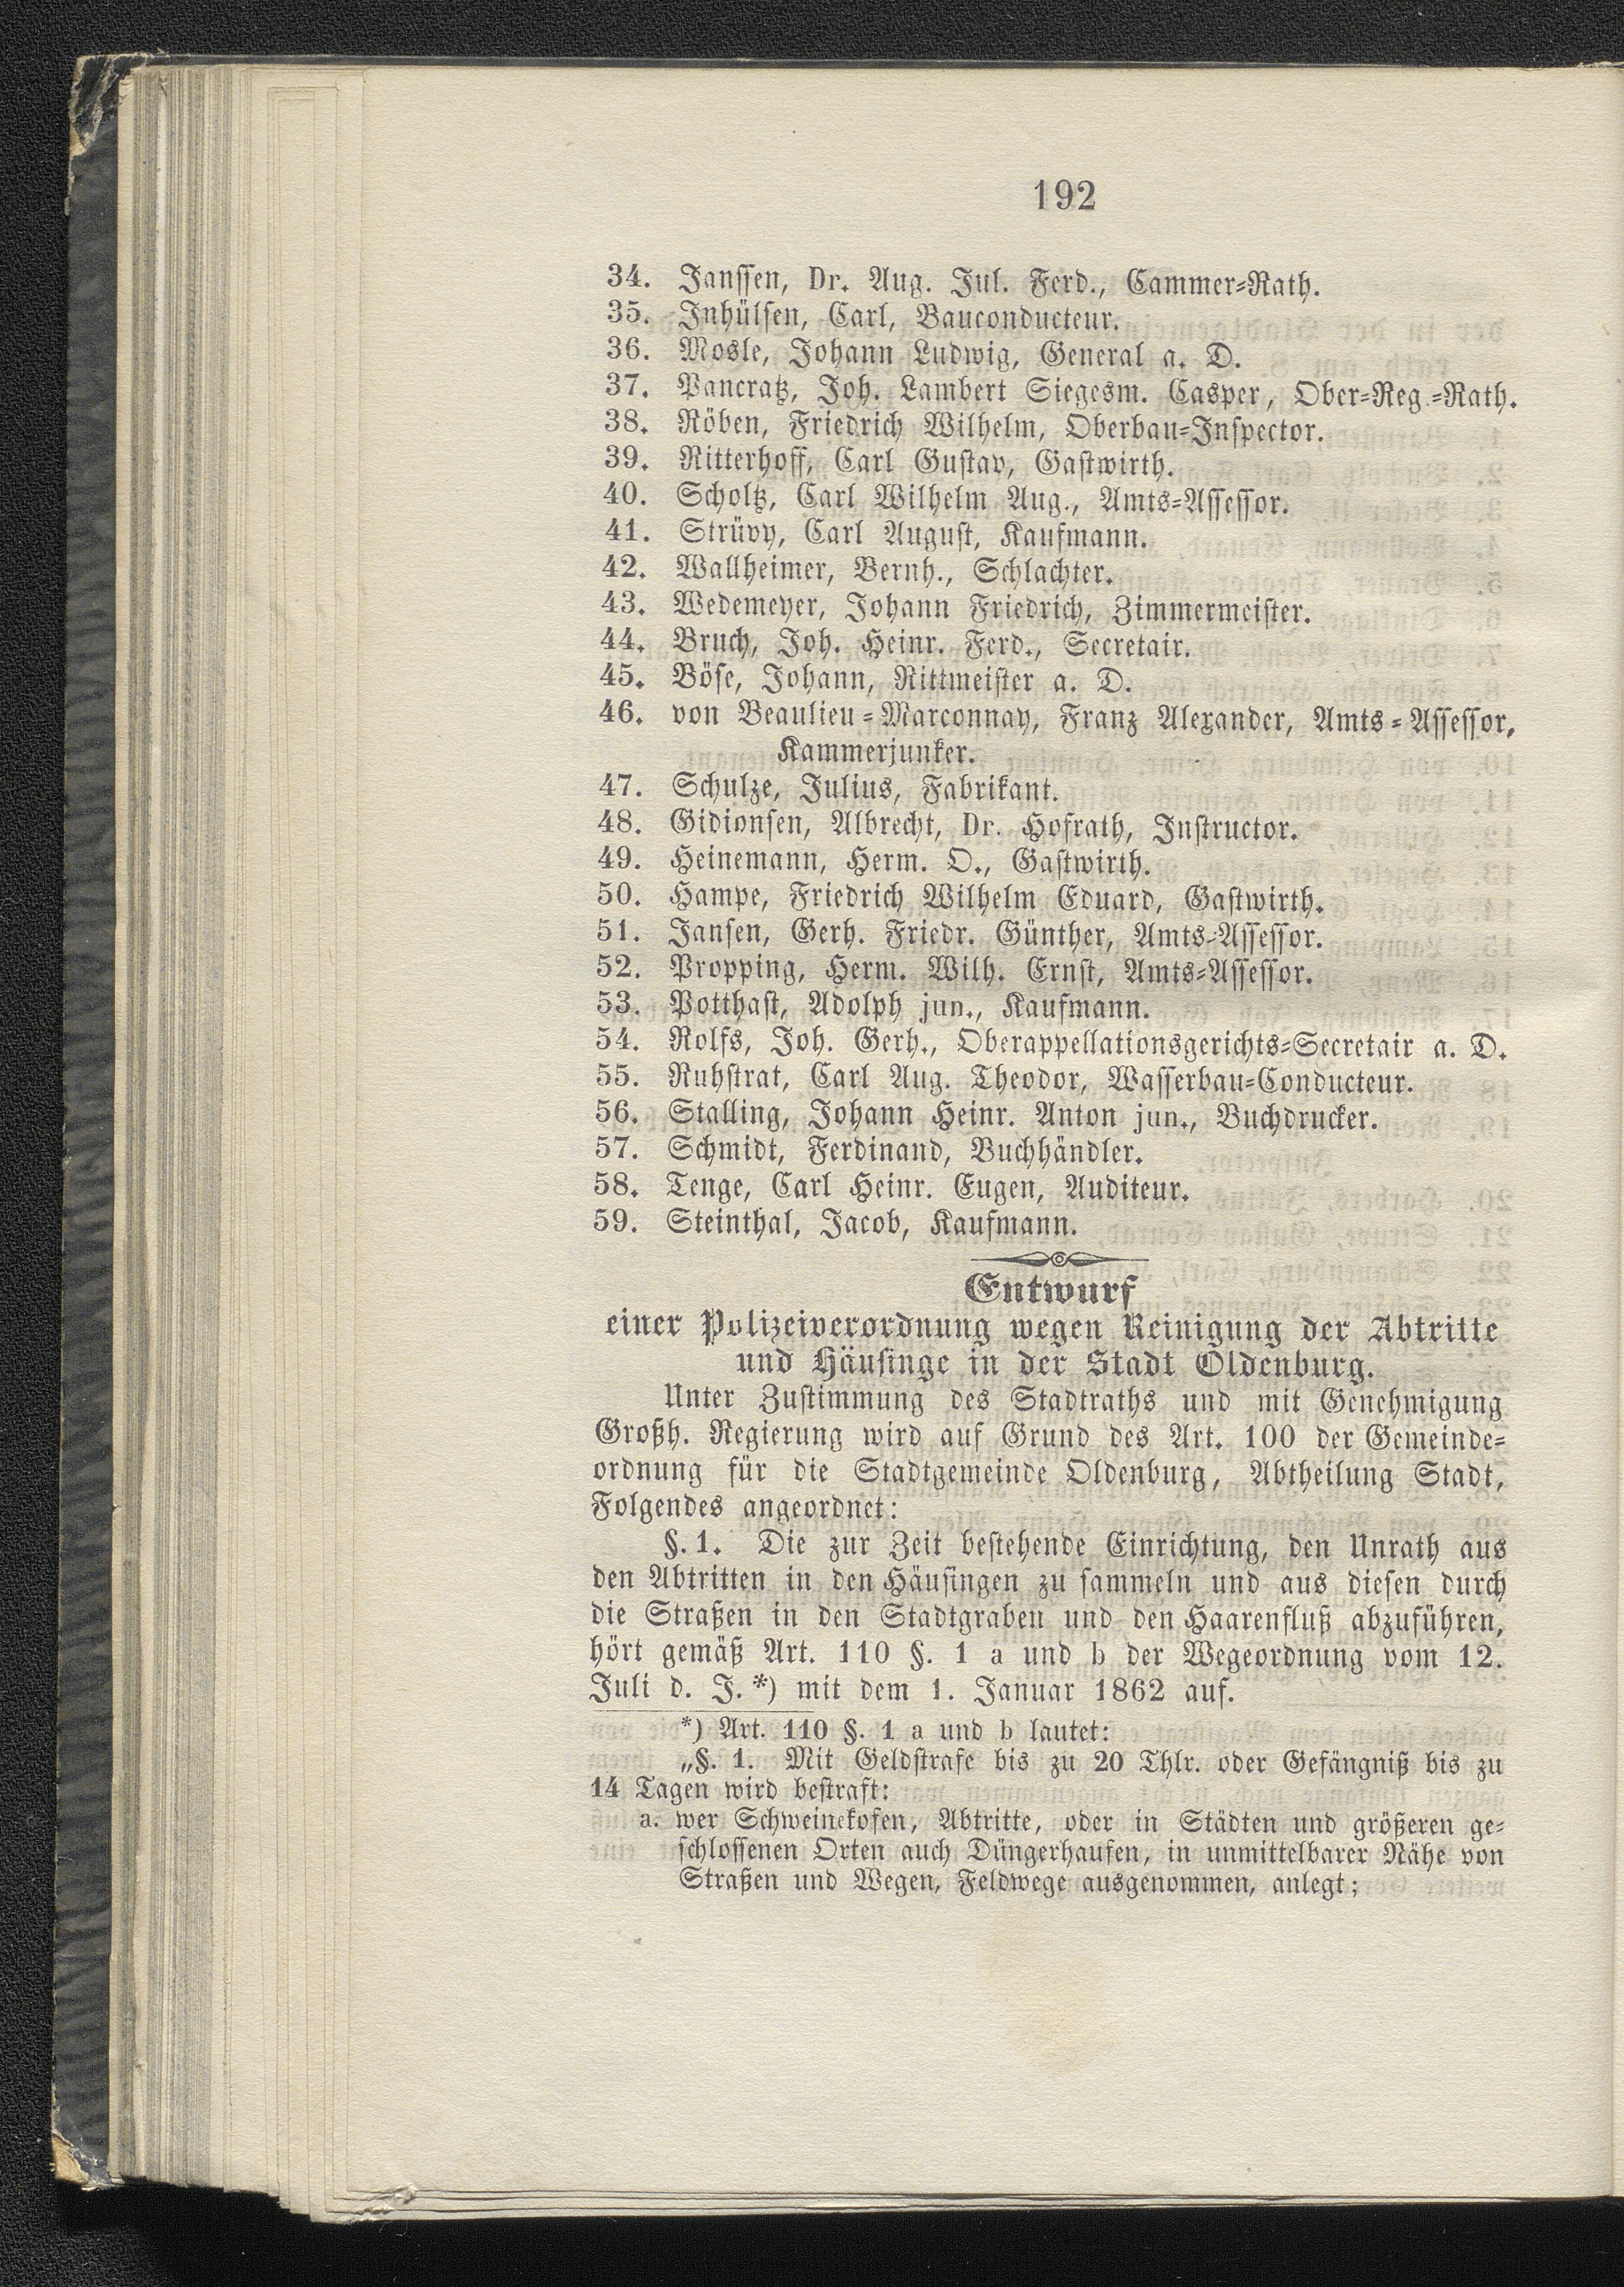 192
34. Janssen, Dr. Aug. Jul. Ferd., Cammer-Rath.
35. Inhülsen, Carl, Bauconducteur.
36. Mosle, Johann Ludwig, General a. D.
37. Pancratz, Joh. Lambert Siegesm. Casper, Ober-Reg.-Rath.
38. Röben, Friedrich Wilhelm, Oberbau-Inspector.
39. Ritterhoff, Carl Gustav, Gastwirth.
40. Scholtz, Carl Wilhelm Aug., Amts-Assessor.
41. Strüvy, Carl August, Kaufmann.
42. Wallheimer, Bernh., Schlachter.
43. Wedemeyer, Johann Friedrich, Zimmermeister.
44. Bruch, Joh. Heinr. Ferd., Secretair.
45. Böse, Johann, Rittmeister a. D.
46. von Beaulieu-Marconnay, Franz Alexander, Amts-Assessor,
Kammerjunker.
47. Schulze, Julius, Fabrikant.
48. Gidionsen, Albrecht, Dr. Hofrath, Instructor.
49. Heinemann, Herm. O., Gastwirth.
50. Hampe, Friedrich Wilhelm Eduard, Gastwirth.
51. Jansen, Gerh. Friedr. Günther, Amts-Assessor.
52. Propping, Herm. Wilh. Ernst, Amts-Assessor.
53. Potthast, Adolph jun., Kaufmann.
54. Rolfs, Joh. Gerh., Oberappellationsgerichts-Secretair a. D.
55. Ruhstrat, Carl Aug. Theodor, Wasserbau-Conducteur.
56. Stalling, Johann Heinr. Anton jun., Buchdrucker.
57. Schmidt, Ferdinand, Buchhändler.
58. Tenge, Carl Heinr. Eugen, Auditeur.
59. Steinthal, Jacob, Kaufmann.
Entwurf
einer Polizeiverordnung wegen Reinigung der Abtritte
und Häusinge in der Stadt Oldenburg.
Unter Zustimmung des Stadtraths und mit Genehmigung
Großh. Regierung wird auf Grund des Art. 100 der Gemeinde-
ordnung für die Stadtgemeinde Oldenburg, Abtheilung Stadt,
Folgendes angeordnet:
§. 1. Die zur Zeit bestehende Einrichtung, den Unrath aus
den Abtritten in den Häusingen zu sammeln und aus diesen durch
die Straßen in den Stadtgraben und den Haarenfluß abzuführen,
hört gemäß Art. 110 §. 1 a und b der Wegeordnung vom 12.
Juli d. J.*) mit dem 1. Januar 1862 auf.
*) Art. 110 §. 1 a und b lautet:
„§. 1. Mit Geldstrafe bis zu 20 Thlr. oder Gefängniß bis zu
14 Tagen wird bestraft:
a. wer Schweinekofen, Abtritte, oder in Städten und größeren ge-
schlossenen Orten auch Düngerhaufen, in unmittelbarer Nähe von
Straßen und Wegen, Feldwege ausgenommen, anlegt;